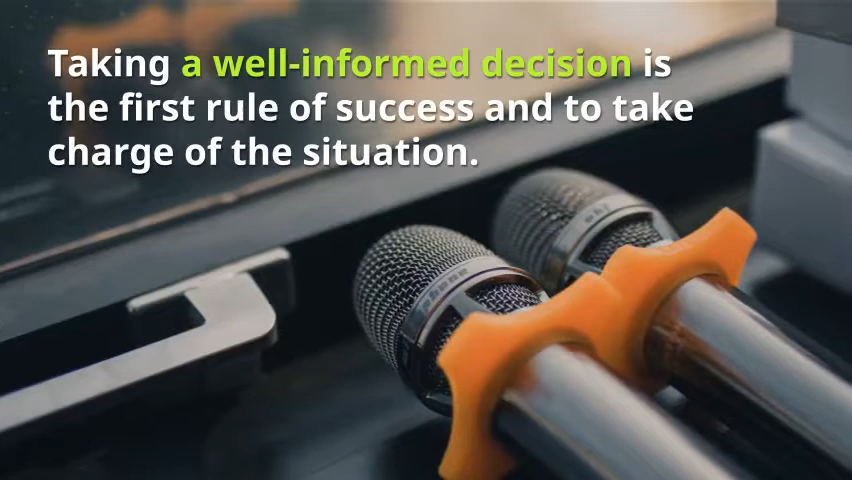 Taking a well-informed decision is
the first rule of success and to take
charge of the situation.